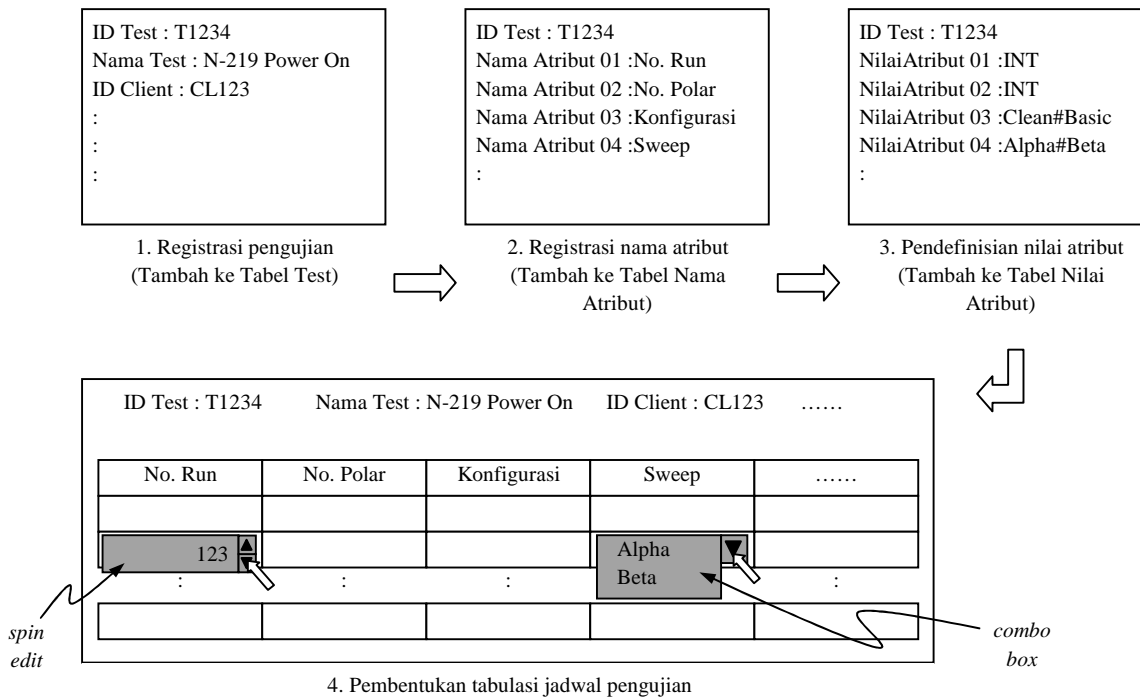 ID Test : T1234
Nama Test : N-219 Power On
ID Client : CL123
:
:
:
1. Registrasi pengujian
(Tambah ke Tabel Test)
ID Test : T1234
Nama Atribut 01 :No. Run
Nama Atribut 02 :No. Polar
Nama Atribut 03 :Konfigurasi
Nama Atribut 04 :Sweep
:
2. Registrasi nama atribut
(Tambah ke Tabel Nama
Atribut)
ID Test : T1234
NilaiAtribut 01 :INT
NilaiAtribut 02 :INT
NilaiAtribut 03 :Clean#Basic
NilaiAtribut 04 :Alpha#Beta
:
3. Pendefinisian nilai atribut
(Tambah ke Tabel Nilai
Atribut)
ID Test : T1234 Nama Test : N-219 Power On ID Client : CL123 ……
No. Run No. Polar Konfigurasi Sweep ……
123 Alpha
Beta
: : : :
spin
edit
combo
box
4. Pembentukan tabulasi jadwal pengujian